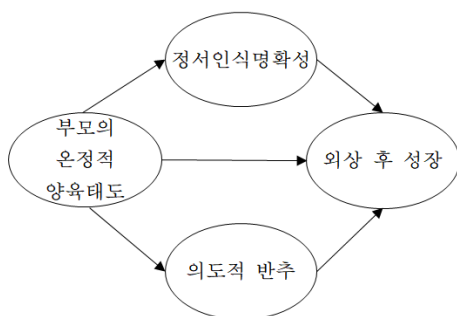 정서인식명확성
부모의
온정적
양육태도
외상 후 성장
의도적 반추